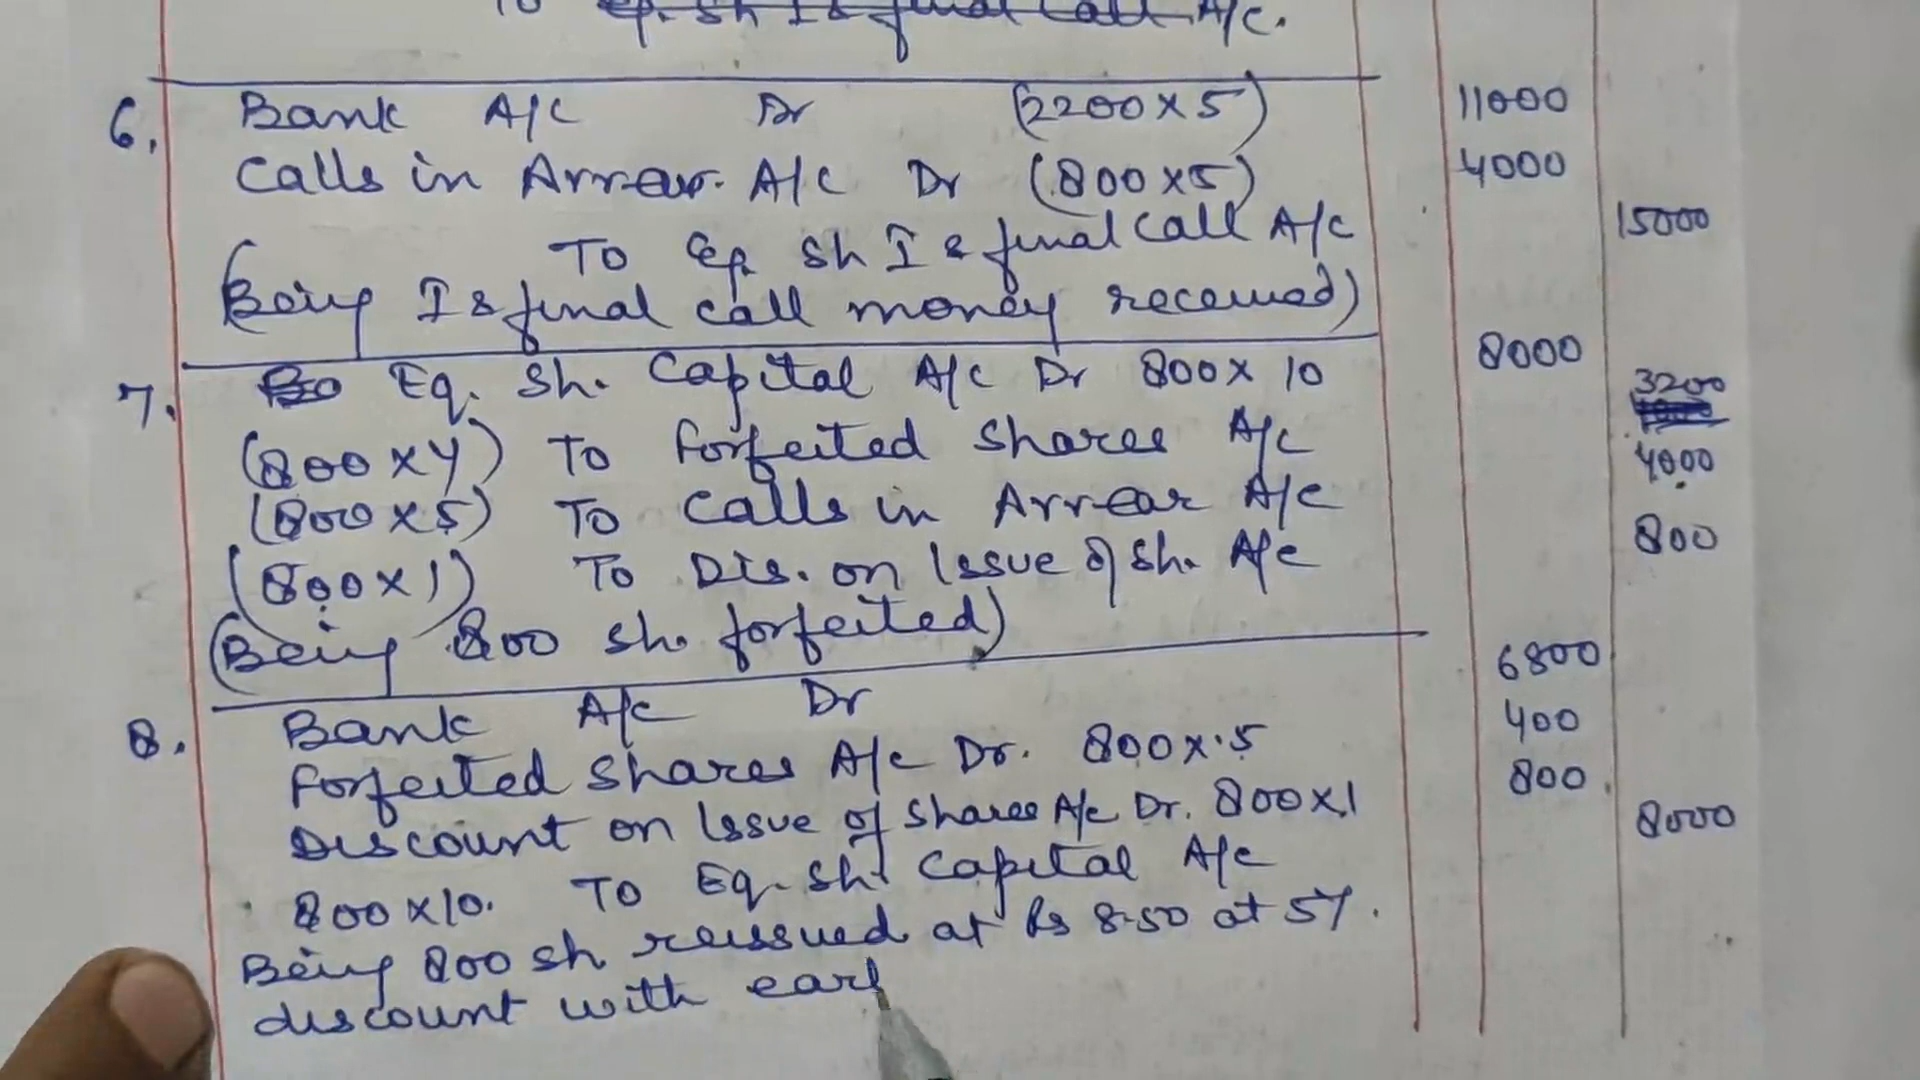 To Eq. Sh I & final Call A/c.
6. Bank A/c Dr (2200 x 5) 11000
Calls in Arrear. A/c Dr (800 x 5) 4000
To Eq. Sh I & final Call A/c 15000
(Being I & final call money received)
7. Eq. Sh. Capital A/c Dr 800 x 10 8000
(800 x 4) To forfeited shares A/c 3200
(800 x 5) To Calls in Arrear A/c 4000
(800 x 1) To Dis. on Issue of Sh. A/c 800
(Being 800 sh. forfeited)
8. Bank A/c Dr 6800
Forfeited Shares A/c Dr. 800 x .5 400
Discount on Issue of Shares A/c Dr. 800 x 1 800
800 x 10. To Eq. Sh. Capital A/c 8000
Being 800 sh reissued at Rs 8.50 at 5%.
discount with earl